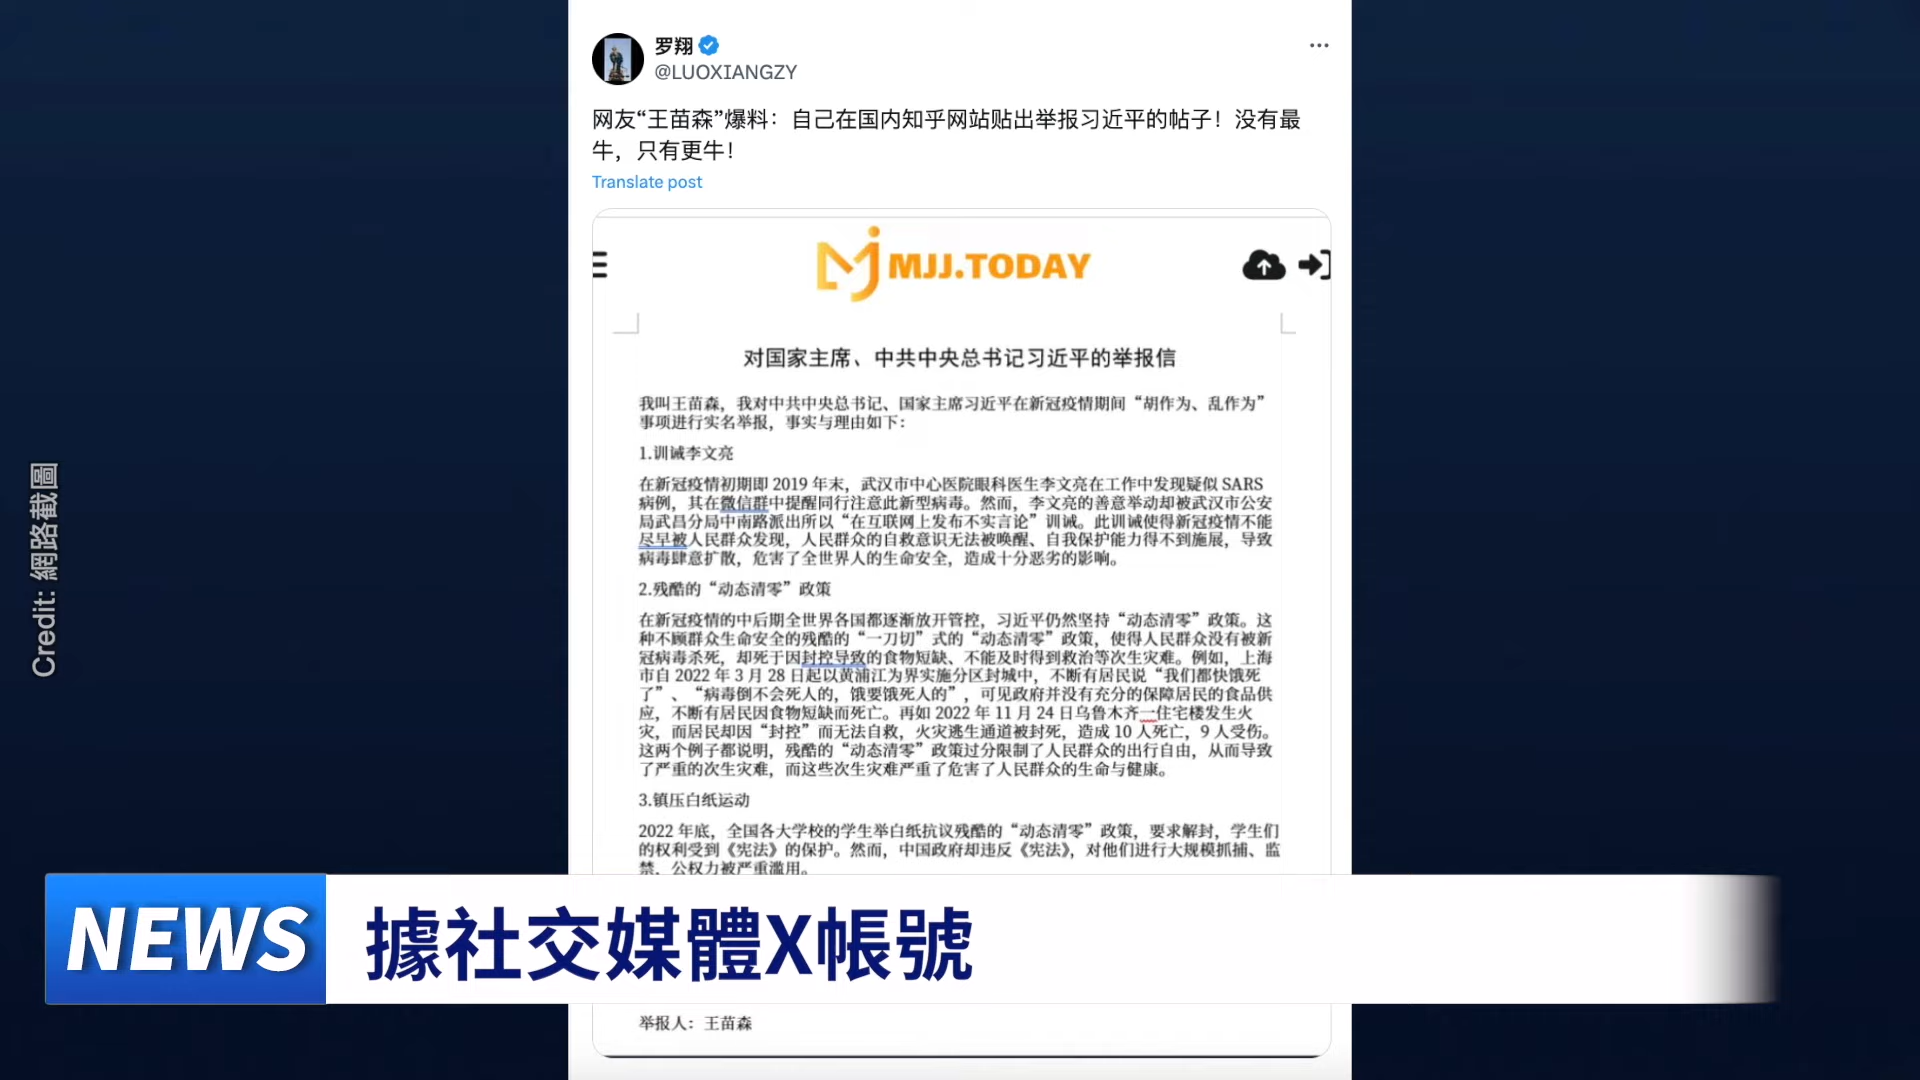 罗翔
@LUOXIANGZY
网友“王苗森”爆料：自己在国内知乎网站贴出举报习近平的帖子！没有最
牛，只有更牛！
Translate post
MJJ.TODAY
对国家主席、中共中央总书记习近平的举报信
我叫王苗森，我对中共中央总书记、国家主席习近平在新冠疫情期间“胡作为、乱作为”
事项进行实名举报，事实与理由如下：
1.训诫李文亮
在新冠疫情初期即 2019 年末，武汉市中心医院眼科医生李文亮在工作中发现疑似 SARS
病例，其在微信群中提醒同行注意此新型病毒。然而，李文亮的善意举动却被武汉市公安
局武昌分局中南路派出所以“在互联网上发布不实言论”训诫。此训诫使得新冠疫情不能
尽早被人民群众发现，人民群众的自救意识无法被唤醒、自我保护能力得不到施展，导致
病毒肆意扩散，危害了全世界人的生命安全，造成十分恶劣的影响。
2.残酷的“动态清零”政策
在新冠疫情的中后期全世界各国都逐渐放开管控，习近平仍然坚持“动态清零”政策。这
种不顾群众生命安全的残酷的“一刀切”式的“动态清零”政策，使得人民群众没有被新
冠病毒杀死，却死于因封控导致的食物短缺、不能及时得到救治等次生灾难。例如，上海
市自 2022 年 3 月 28 日起以黄浦江为界实施分区封城中，不断有居民说“我们都快饿死
了”、“病毒倒不会死人的，饿要饿死人的”，可见政府并没有充分的保障居民的食品供
应，不断有居民因食物短缺而死亡。再如 2022 年 11 月 24 日乌鲁木齐一住宅楼发生火
灾，而居民却因“封控”而无法自救，火灾逃生通道被封死，造成 10 人死亡，9 人受伤。
这两个例子都说明，残酷的“动态清零”政策过分限制了人民群众的出行自由，从而导致
了严重的次生灾难，而这些次生灾难严重了危害了人民群众的生命与健康。
3.镇压白纸运动
2022 年底，全国各大学校的学生举白纸抗议残酷的“动态清零”政策，要求解封，学生们
的权利受到《宪法》的保护。然而，中国政府却违反《宪法》，对他们进行大规模抓捕、监
禁，公权力被严重滥用。
举报人：王苗森
NEWS
據社交媒體X帳號
Credit: 網路截圖